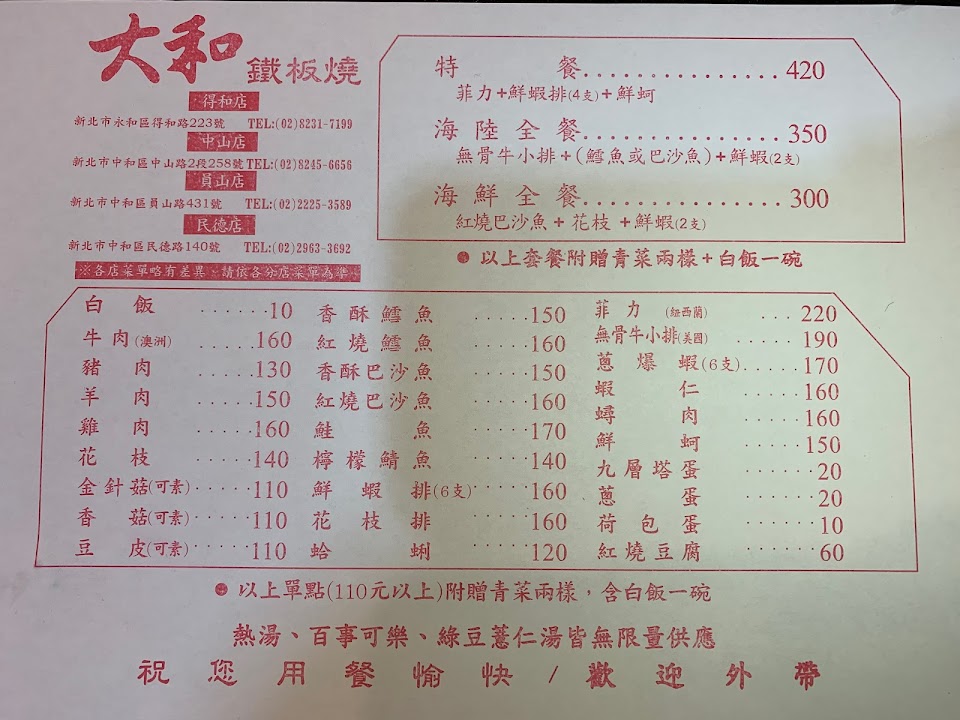 大和 鐵板燒
得和店
新北市永和區得和路223號 TEL:(02)8231-7199
中山店
新北市中和區中山路2段258號 TEL:(02)8245-6656
員山店
新北市中和區員山路431號 TEL:(02)2225-3589
民德店
新北市中和區民德路140號 TEL:(02)2963-3692
※各店菜單略有差異，請依各分店菜單為準
特餐................420
菲力+鮮蝦排(4支)+鮮蚵
海陸全餐................350
無骨牛小排+(鱈魚或巴沙魚)+鮮蝦(2支)
海鮮全餐................300
紅燒巴沙魚+花枝+鮮蝦(2支)
●以上套餐附贈青菜兩樣+白飯一碗
白飯......10
牛肉(澳洲)......160
豬肉......130
羊肉......150
雞肉......160
花枝......140
金針菇(可素)......110
香菇(可素)......110
豆皮(可素)......110
香酥鱈魚......150
紅燒鱈魚......160
香酥巴沙魚......150
紅燒巴沙魚......160
鮭魚......170
檸檬鯖魚......140
鮮蝦排(6支)......160
花枝排......160
蛤蜊......120
菲力(紐西蘭)...220
無骨牛小排(美國)......190
蔥爆蝦(6支)......170
蝦仁......160
蟳肉......160
鮮蚵......150
九層塔蛋......20
蔥蛋......20
荷包蛋......10
紅燒豆腐......60
●以上單點(110元以上)附贈青菜兩樣，含白飯一碗
熱湯、百事可樂、綠豆薏仁湯皆無限量供應
祝您用餐愉快/歡迎外帶